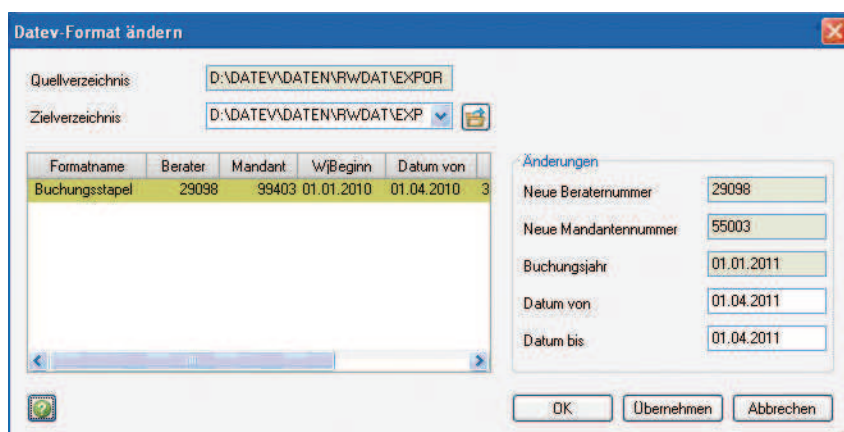 Datev-Format ändern
Quellverzeichnis D:\DATEV\DATEN\RWDAT\EXPOR
Zielverzeichnis D:\DATEV\DATEN\RWDAT\EXP
Formatname Berater Mandant WjBeginn Datum von
Buchungsstapel 29098 99403 01.01.2010 01.04.2010 3
Änderungen
Neue Beraternummer 29098
Neue Mandantennummer 55003
Buchungsjahr 01.01.2011
Datum von 01.04.2011
Datum bis 01.04.2011
OK Übernehmen Abbrechen